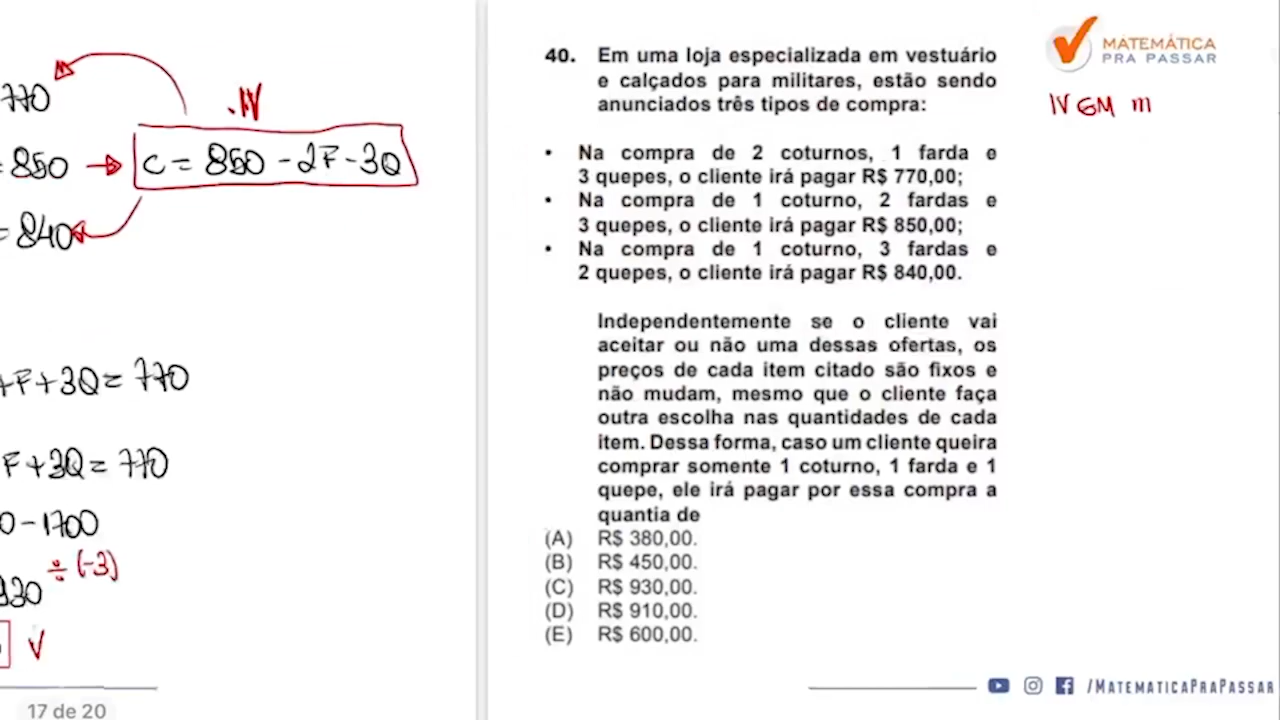 770
.IV
= 850 → C = 850 - 2F - 3Q
= 840
+F+3Q = 770
F+3Q = 770
0 - 1700
930 ÷ (-3)
V
17 de 20
MATEMÁTICA
PRA PASSAR
IV GM III
40. Em uma loja especializada em vestuário
e calçados para militares, estão sendo
anunciados três tipos de compra:
• Na compra de 2 coturnos, 1 farda e
3 quepes, o cliente irá pagar R$ 770,00;
• Na compra de 1 coturno, 2 fardas e
3 quepes, o cliente irá pagar R$ 850,00;
• Na compra de 1 coturno, 3 fardas e
2 quepes, o cliente irá pagar R$ 840,00.
Independentemente se o cliente vai
aceitar ou não uma dessas ofertas, os
preços de cada item citado são fixos e
não mudam, mesmo que o cliente faça
outra escolha nas quantidades de cada
item. Dessa forma, caso um cliente queira
comprar somente 1 coturno, 1 farda e 1
quepe, ele irá pagar por essa compra a
quantia de
(A) R$ 380,00.
(B) R$ 450,00.
(C) R$ 930,00.
(D) R$ 910,00.
(E) R$ 600,00.
/MATEMATICAPRAPASSAR